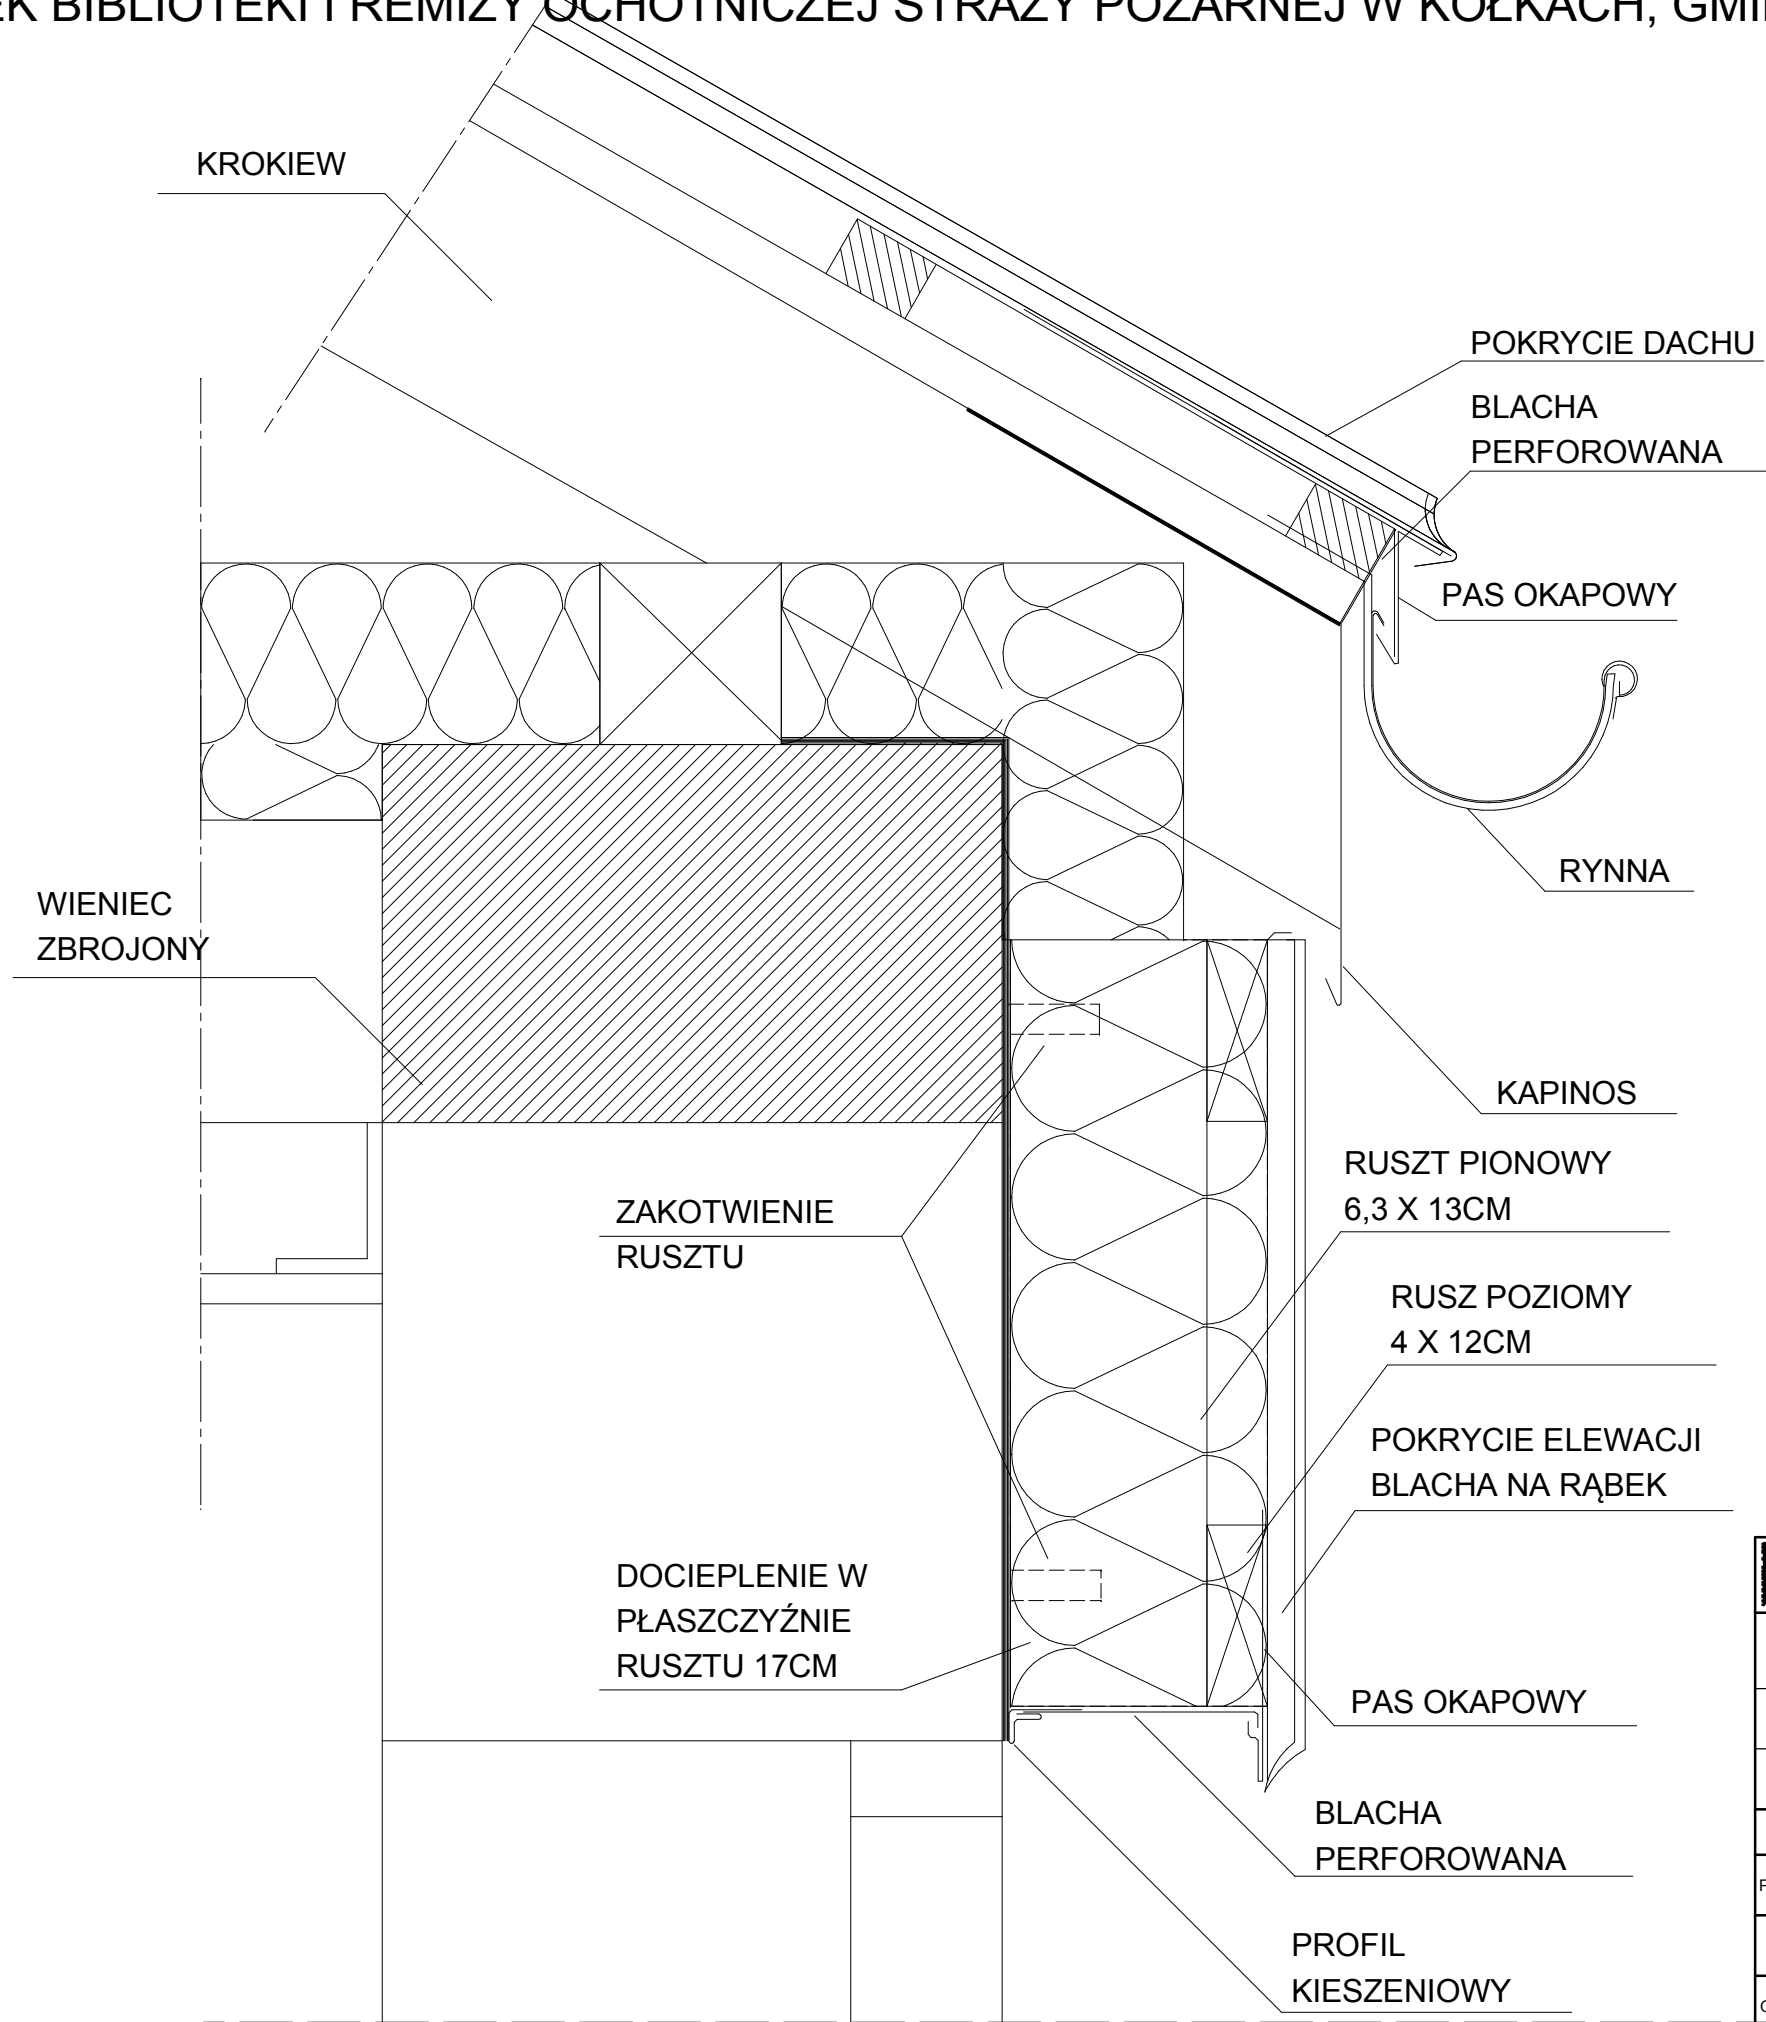 EK BIBLIOTEKI I REMIZY OCHOTNICZEJ STRAŻY POŻARNEJ W KOŁKACH, GMI
KROKIEW
POKRYCIE DACHU
BLACHA
PERFOROWANA
PAS OKAPOWY
RYNNA
WIENIEC
ZBROJONY
KAPINOS
RUSZT PIONOWY
6,3 X 13CM
ZAKOTWIENIE
RUSZTU
RUSZ POZIOMY
4 X 12CM
POKRYCIE ELEWACJI
BLACHA NA RĄBEK
DOCIEPLENIE W
PŁASZCZYŹNIE
RUSZTU 17CM
PAS OKAPOWY
BLACHA
PERFOROWANA
PROFIL
KIESZENIOWY